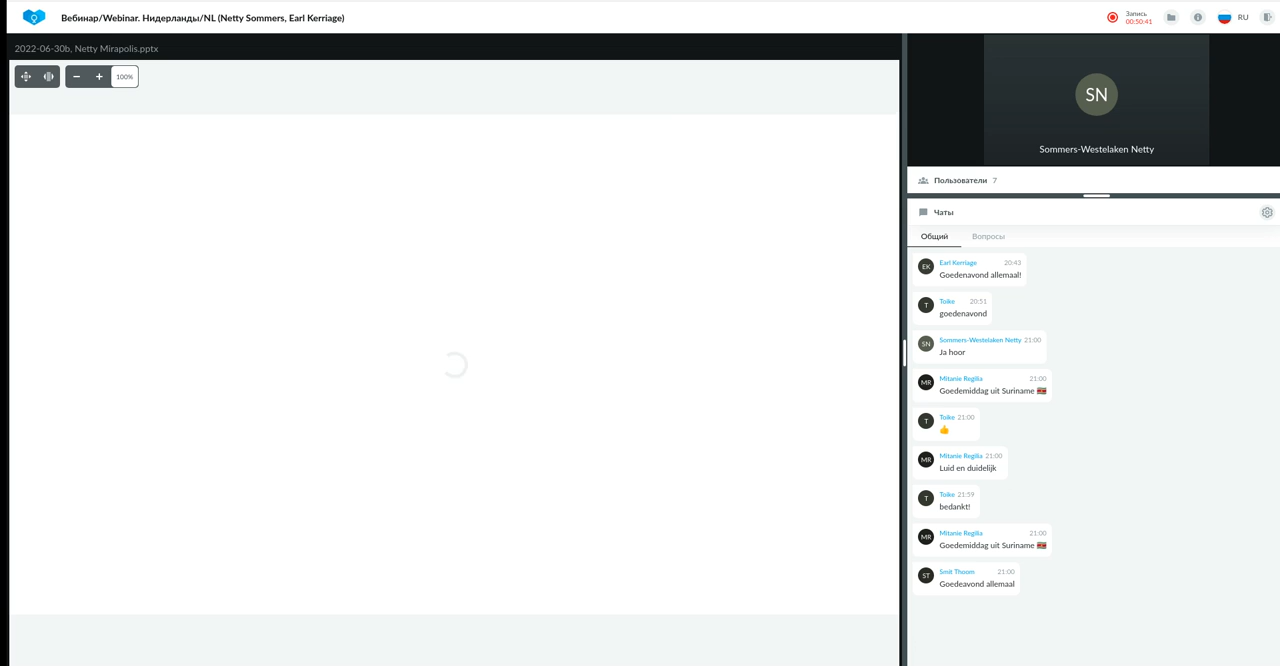 Вебинар/Webinar. Нидерланды/NL (Netty Sommers, Earl Kerriage)
Запись
00:50:41
RU
2022-06-30b, Netty Mirapolis.pptx
100%
SN
Sommers-Westelaken Netty
Пользователи 7
Чаты
Общий Вопросы
EK Earl Kerriage 20:43
Goedenavond allemaal!
T Toike 20:51
goedenavond
SN Sommers-Westelaken Netty 21:00
Ja hoor
MR Mitanie Regilia 21:00
Goedemiddag uit Suriname 🇸🇷
T Toike 21:00
👍
MR Mitanie Regilia 21:00
Luid en duidelijk
T Toike 21:59
bedankt!
MR Mitanie Regilia 21:00
Goedemiddag uit Suriname 🇸🇷
ST Smit Thoom 21:00
Goedeavond allemaal